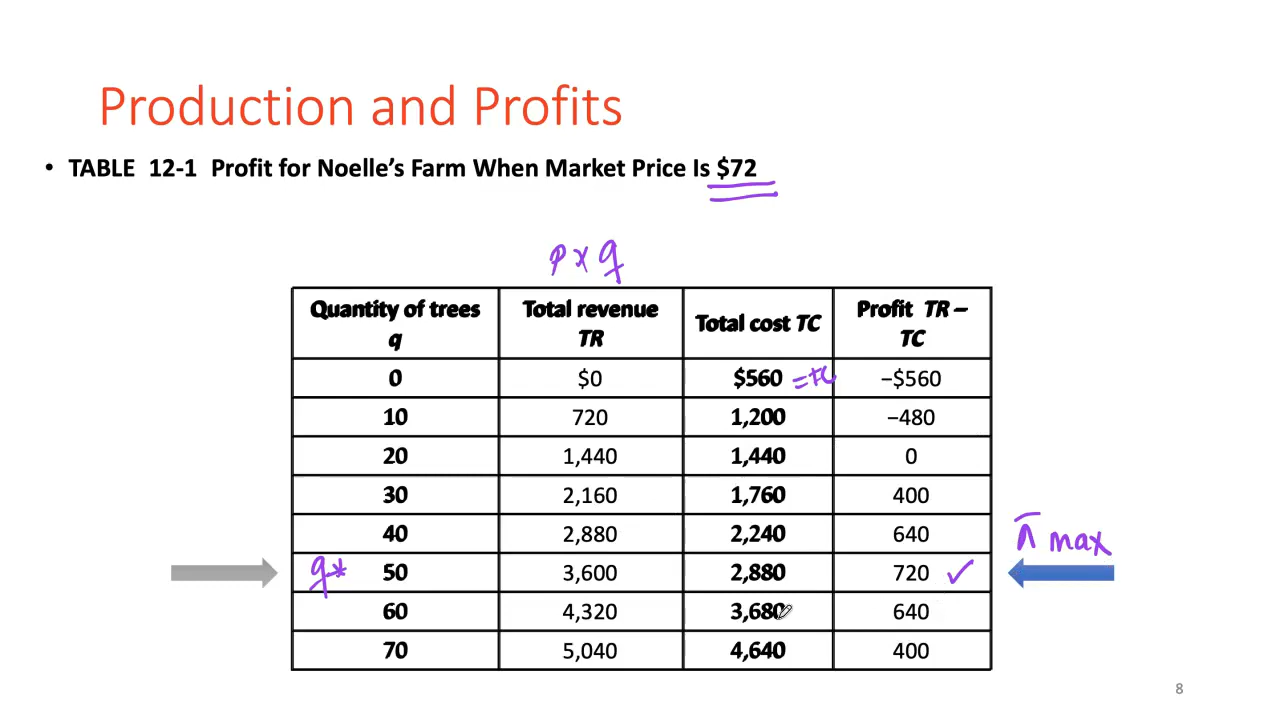 Production and Profits
• TABLE 12-1 Profit for Noelle's Farm When Market Price Is $72
p x q
Quantity of trees q Total revenue TR Total cost TC Profit TR – TC
0 $0 $560 = −$560
10 720 1,200 −480
20 1,440 1,440 0
30 2,160 1,760 400
40 2,880 2,240 640
π max
q* 50 3,600 2,880 720 ✓
60 4,320 3,680 640
70 5,040 4,640 400
8